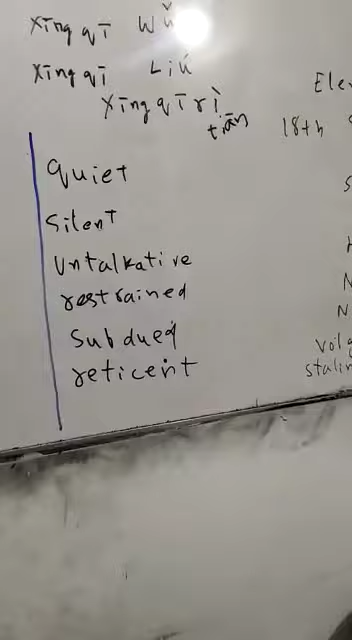 xīng qī wǔ
xīng qī Liù
xīng qī rì
tiān
Quiet
Silent
Untalkative
restrained
Subdued
reticent
Ele
18th
S
H
N
N
volg
stalin